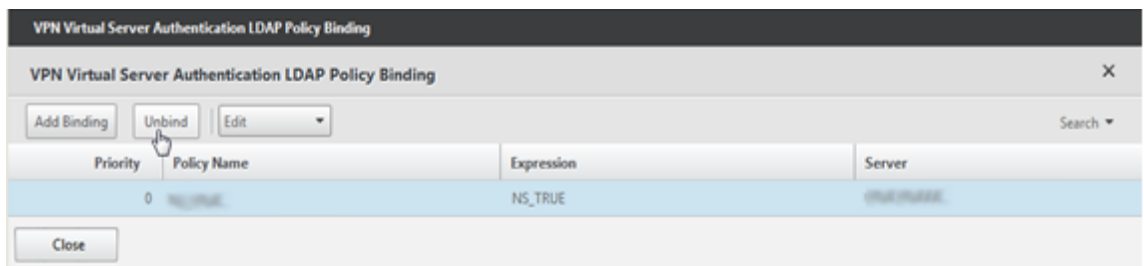 VPN Virtual Server Authentication LDAP Policy Binding
VPN Virtual Server Authentication LDAP Policy Binding
Add Binding Unbind Edit Search
Priority Policy Name Expression Server
0 NS_TRUE
Close